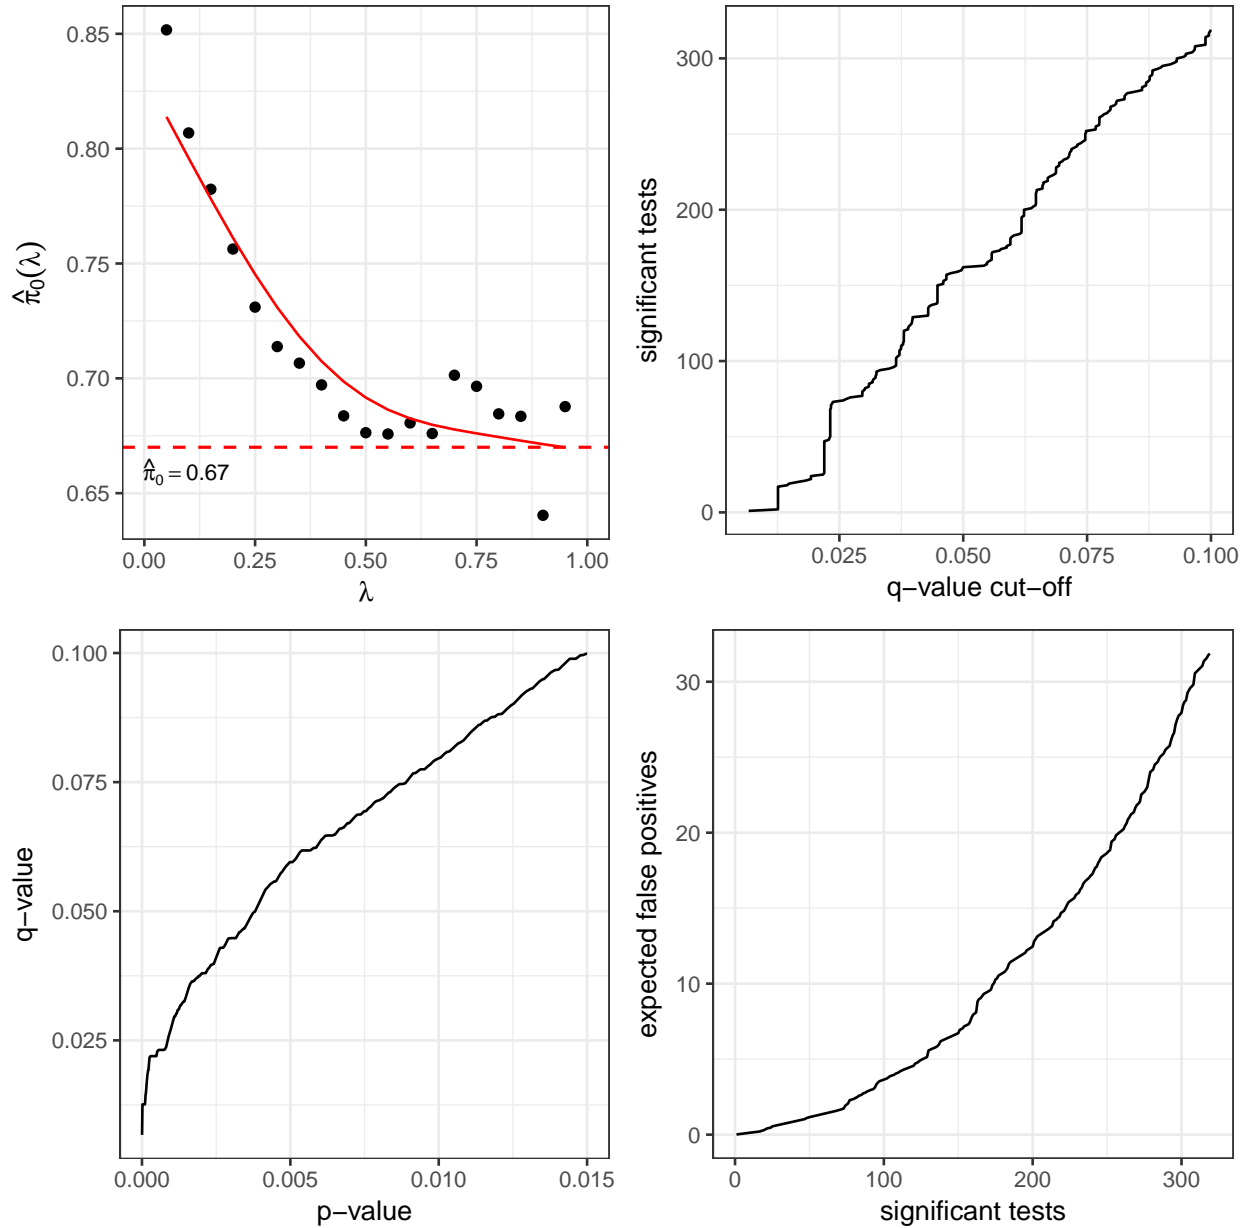 0.85
0.80
0.75
0.70
0.65
π̂₀(λ)
π̂₀ = 0.67
0.00 0.25 0.50 0.75 1.00
λ
300
200
100
0
significant tests
0.025 0.050 0.075 0.100
q−value cut−off
0.100
0.075
0.050
0.025
q−value
0.000 0.005 0.010 0.015
p−value
30
20
10
0
expected false positives
0 100 200 300
significant tests